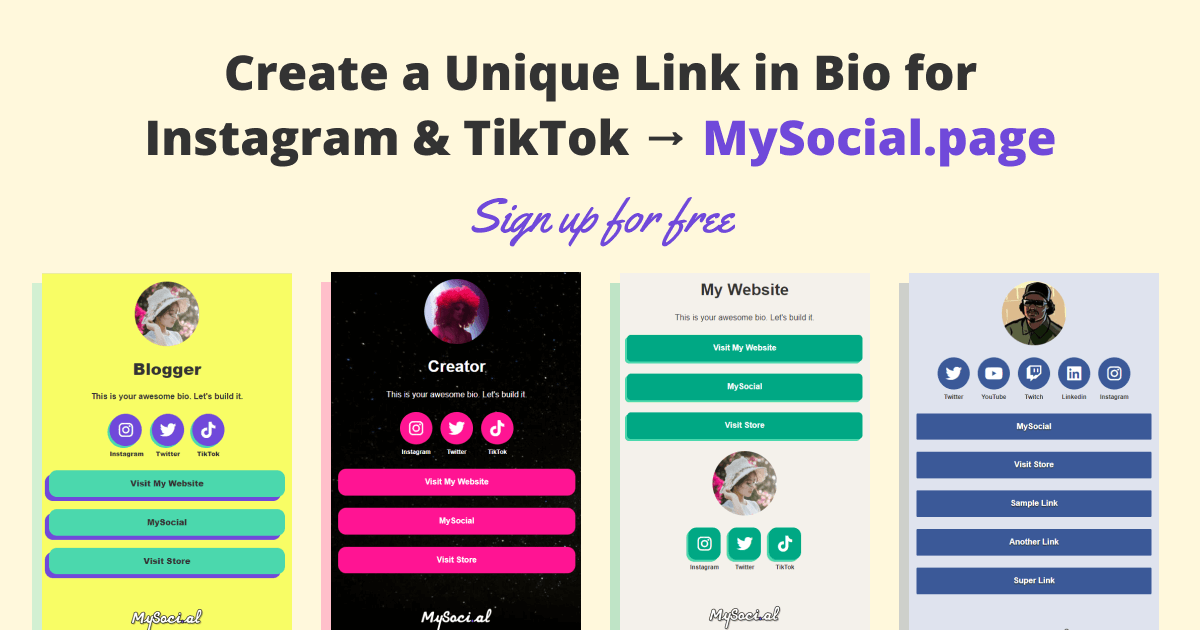 Create a Unique Link in Bio for
Instagram & TikTok → MySocial.page
Sign up for free
Blogger
This is your awesome bio. Let's build it.
Instagram Twitter TikTok
Visit My Website
MySocial
Visit Store
MySoci.al
Creator
This is your awesome bio. Let's build it
Instagram Twitter TikTok
Visit My Website
MySocial
Visit Store
MySoci.al
My Website
This is your awesome bio. Let's build it.
Visit My Website
MySocial
Visit Store
Instagram Twitter TikTok
MySoci.al
Twitter YouTube Twitch Linkedin Instagram
MySocial
Visit Store
Sample Link
Another Link
Super Link